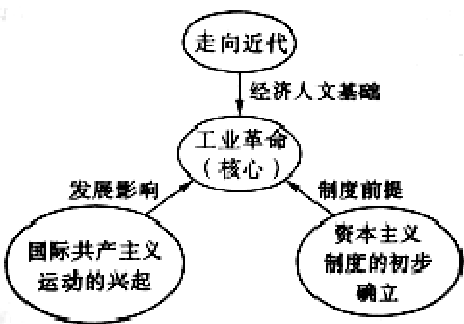 走向近代
经济人文基础
工业革命
（核心）
发展影响
制度前提
国际共产主义
运动的兴起
资本主义
制度的初步
确立